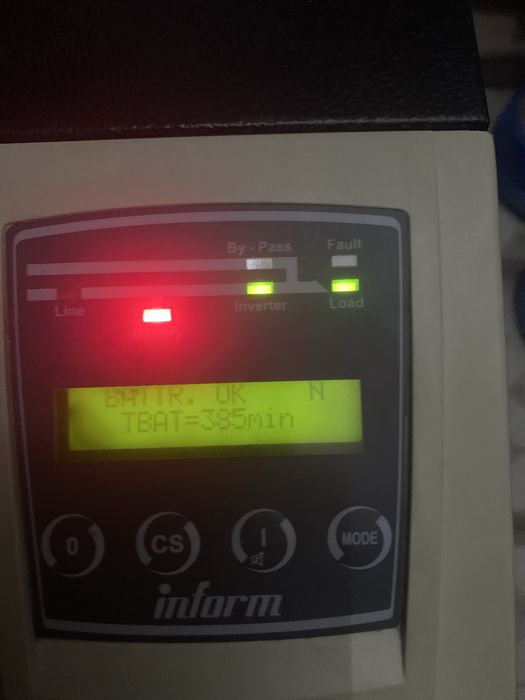 By - Pass
Fault
Line
Inverter
Load
BATTR. OK N
TBAT=385min
0
CS
I
MODE
inform